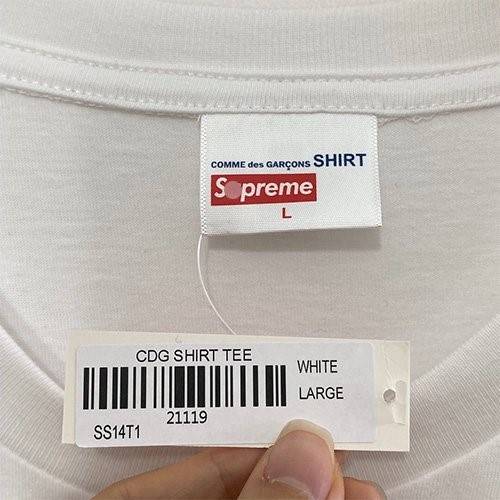 COMME des GARÇONS SHIRT
Supreme
L
CDG SHIRT TEE
WHITE
LARGE
21119
SS14T1